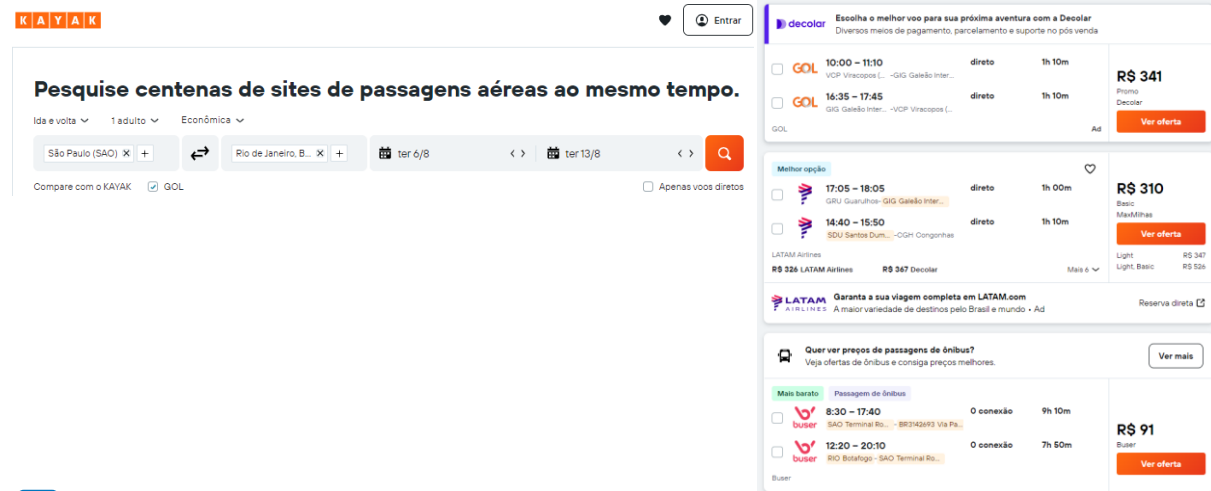 KAYAK
Entrar
Pesquise centenas de sites de passagens aéreas ao mesmo tempo.
Ida e volta
1 adulto
Econômica
São Paulo (SAO) × +
Rio de Janeiro, B... × +
ter 6/8
ter 13/8
Compare com o KAYAK
GOL
Apenas voos diretos
decolar
Escolha o melhor voo para sua próxima aventura com a Decolar
Diversos meios de pagamento, parcelamento e suporte no pós venda
GOL
10:00 – 11:10 direto 1h 10m
VCP Viracopos (... -GIG Galeão Inter...
GOL
16:35 – 17:45 direto 1h 10m
GIG Galeão Inter... -VCP Viracopos (...
GOL
Ad
R$ 341
Promo
Decolar
Ver oferta
Melhor opção
17:05 – 18:05 direto 1h 00m
GRU Guarulhos- GIG Galeão Inter...
14:40 – 15:50 direto 1h 10m
SDU Santos Dum... -CGH Congonhas
LATAM Airlines
R$ 326 LATAM Airlines R$ 367 Decolar Mais 6
R$ 310
Basic
MaxMilhas
Ver oferta
Light R$ 347
Light, Basic R$ 526
LATAM AIRLINES
Garanta a sua viagem completa em LATAM.com
A maior variedade de destinos pelo Brasil e mundo • Ad
Reserva direta
Quer ver preços de passagens de ônibus?
Veja ofertas de ônibus e consiga preços melhores.
Ver mais
Mais barato
Passagem de ônibus
buser
8:30 – 17:40 0 conexão 9h 10m
SAO Terminal Ro... - BR3142693 Via Pa...
buser
12:20 – 20:10 0 conexão 7h 50m
RIO Botafogo - SAO Terminal Ro...
Buser
R$ 91
Buser
Ver oferta